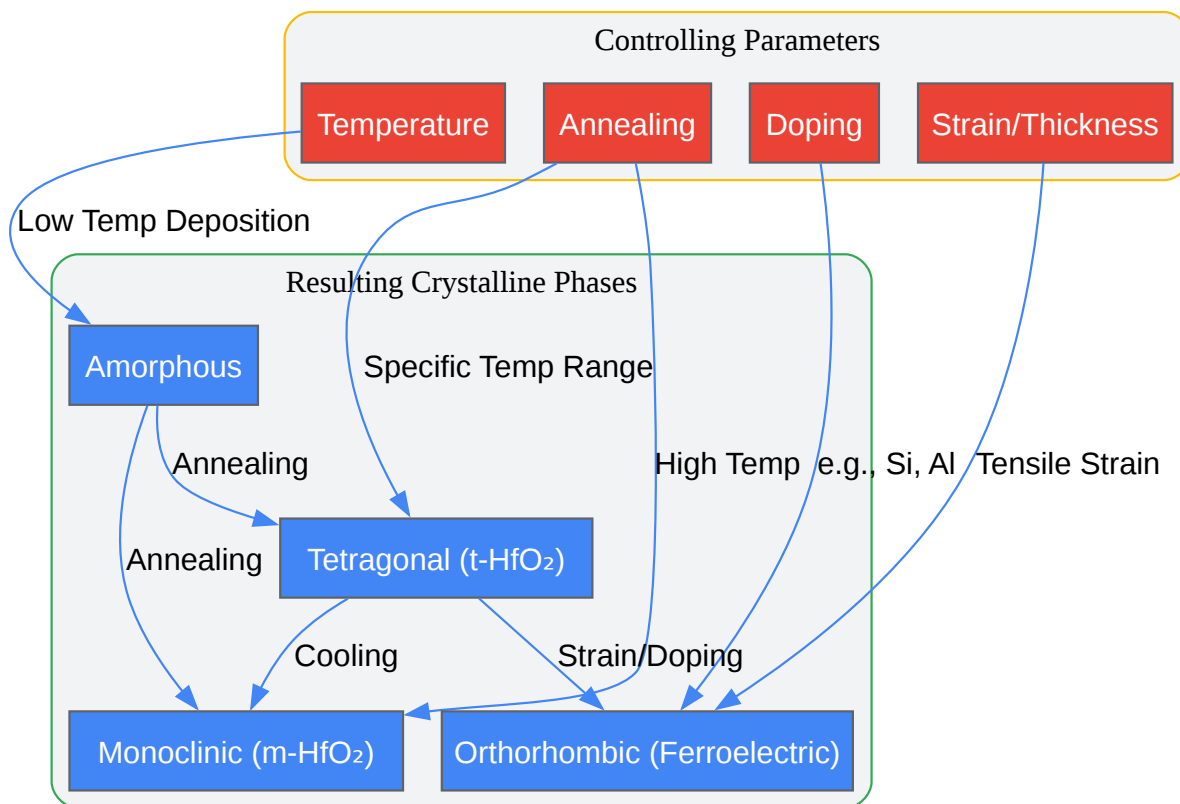 Controlling Parameters
Temperature
Annealing
Doping
Strain/Thickness
Low Temp Deposition
Resulting Crystalline Phases
Amorphous
Specific Temp Range
Annealing
High Temp
e.g., Si, Al
Tensile Strain
Annealing
Tetragonal (t-HfO₂)
Cooling
Strain/Doping
Monoclinic (m-HfO₂)
Orthorhombic (Ferroelectric)